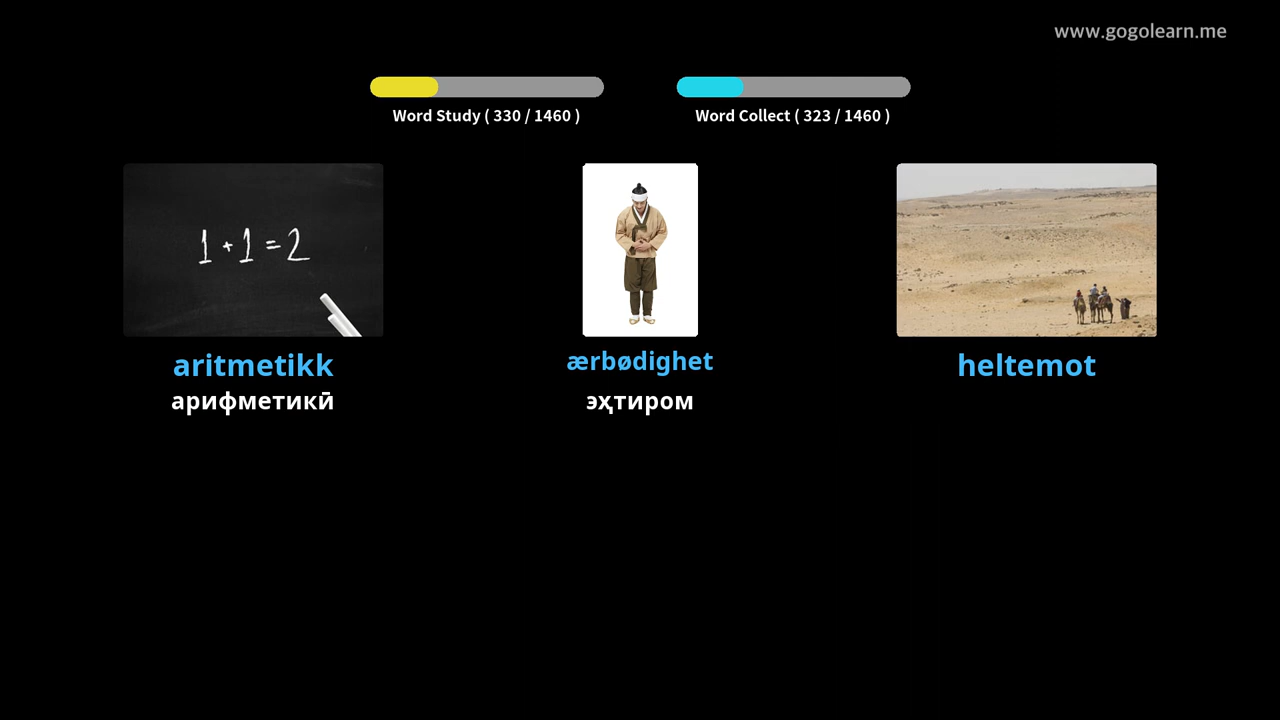 www.gogolearn.me
Word Study ( 330 / 1460 )
Word Collect ( 323 / 1460 )
1 + 1 = 2
aritmetikk
арифметикӣ
ærbødighet
эҳтиром
heltemot